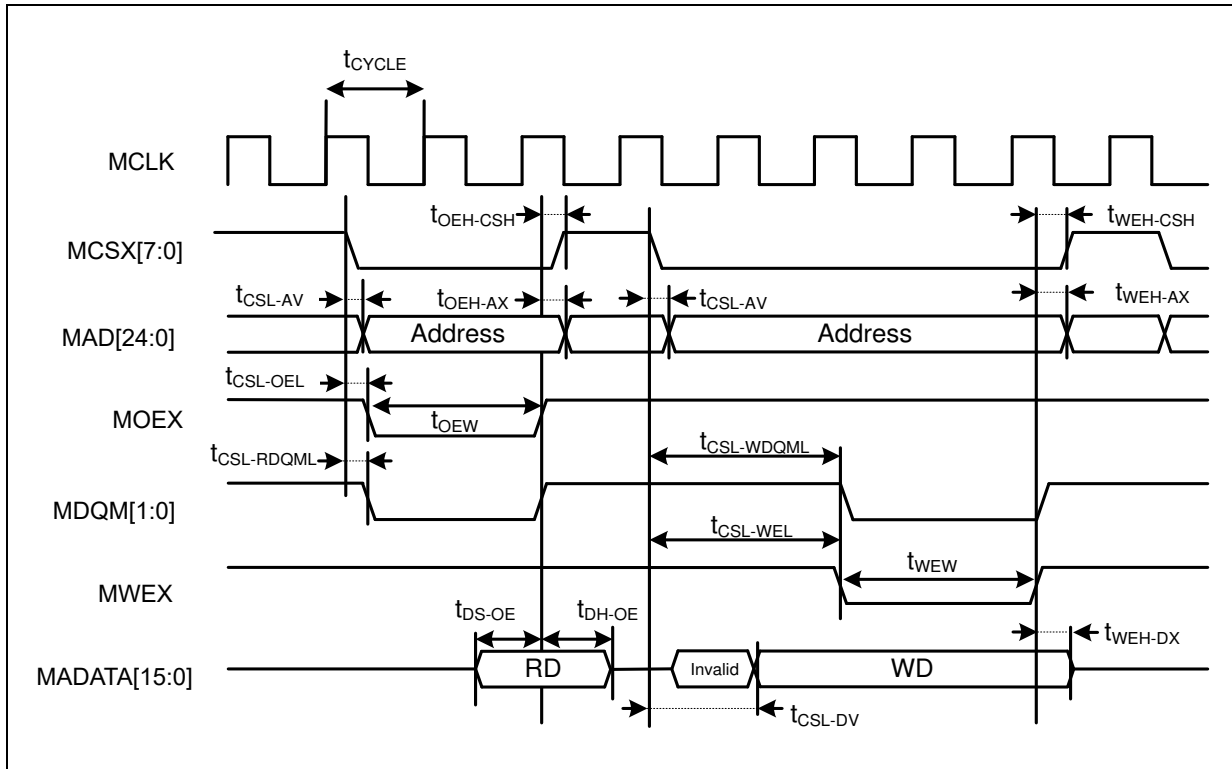 tCYCLE
MCLK
tOEH-CSH
tWEH-CSH
MCSX[7:0]
tCSL-AV
tOEH-AX
tCSL-AV
tWEH-AX
MAD[24:0]
Address
Address
tCSL-OEL
MOEX
tOEW
tCSL-WDQML
tCSL-RDQML
MDQM[1:0]
tCSL-WEL
tWEW
MWEX
tDS-OE
tDH-OE
tWEH-DX
MADATA[15:0]
RD
Invalid
WD
tCSL-DV